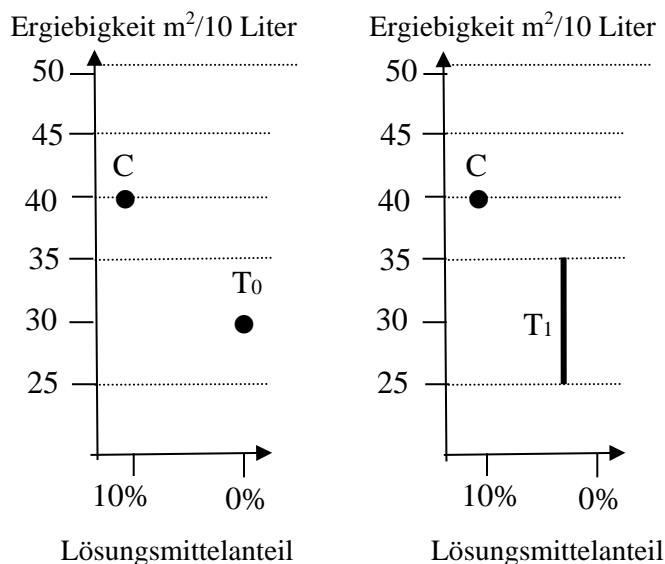 Ergiebigkeit m²/10 Liter
50
45
C
40
35
T₀
30
25
10%
0%
Lösungsmittelanteil
Ergiebigkeit m²/10 Liter
50
45
C
40
35
T₁
30
25
10%
0%
Lösungsmittelanteil